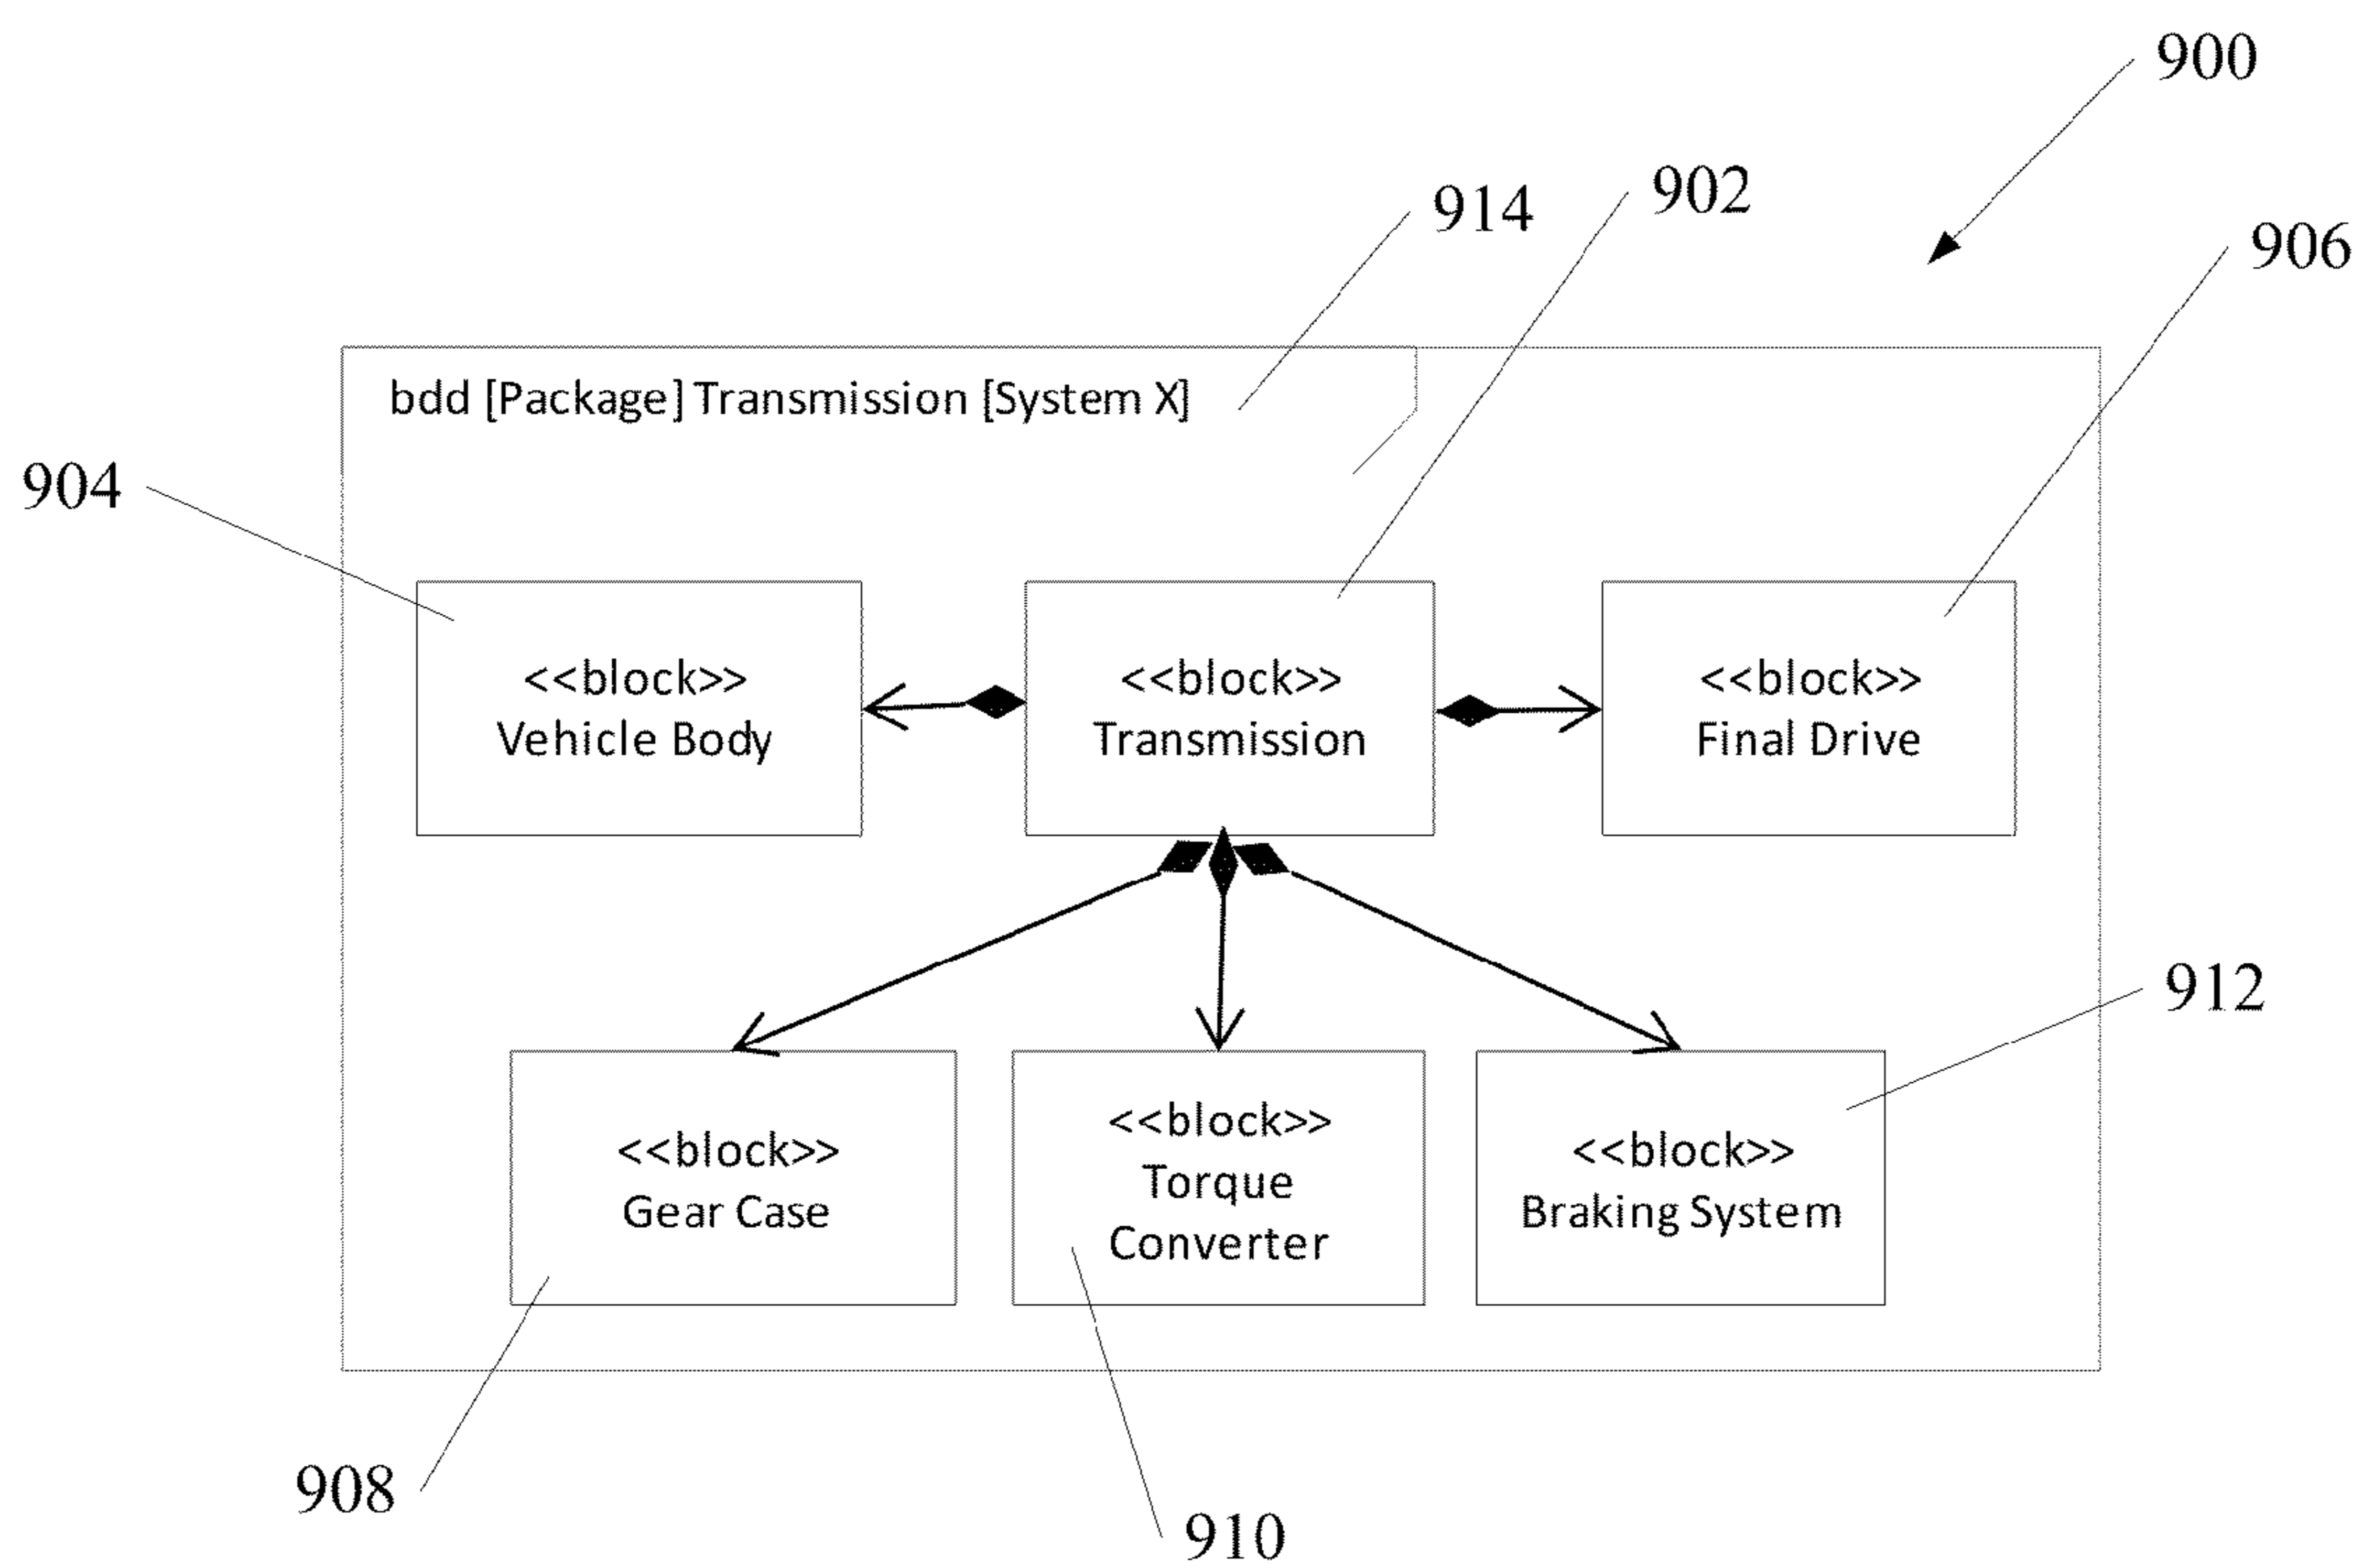 900
902
914
906
bdd [Package] Transmission [System X]
904
<<block>>
Vehicle Body
<<block>>
Transmission
<<block>>
Final Drive
912
<<block>>
Gear Case
<<block>>
Torque
Converter
<<block>>
Braking System
908
910